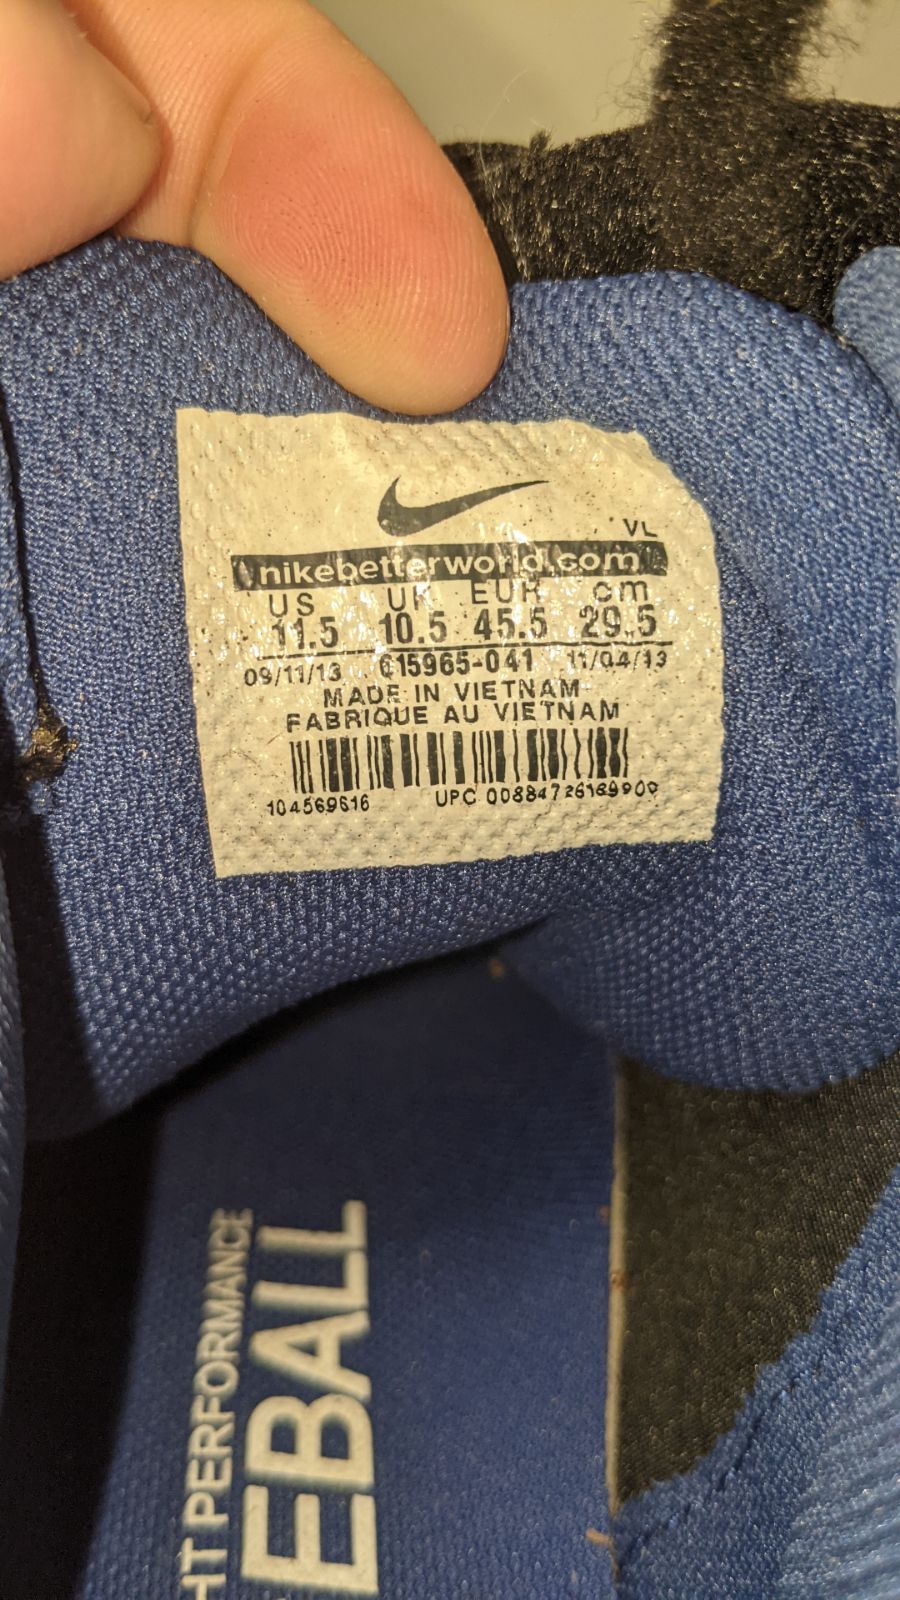 VL
nikebetterworld.com
US UK EUR cm
11.5 10.5 45.5 29.5
09/11/13 615965-041 11/04/13
MADE IN VIETNAM
FABRIQUE AU VIETNAM
104569616 UPC 00884726169900
HT PERFORMANCE
EBALL